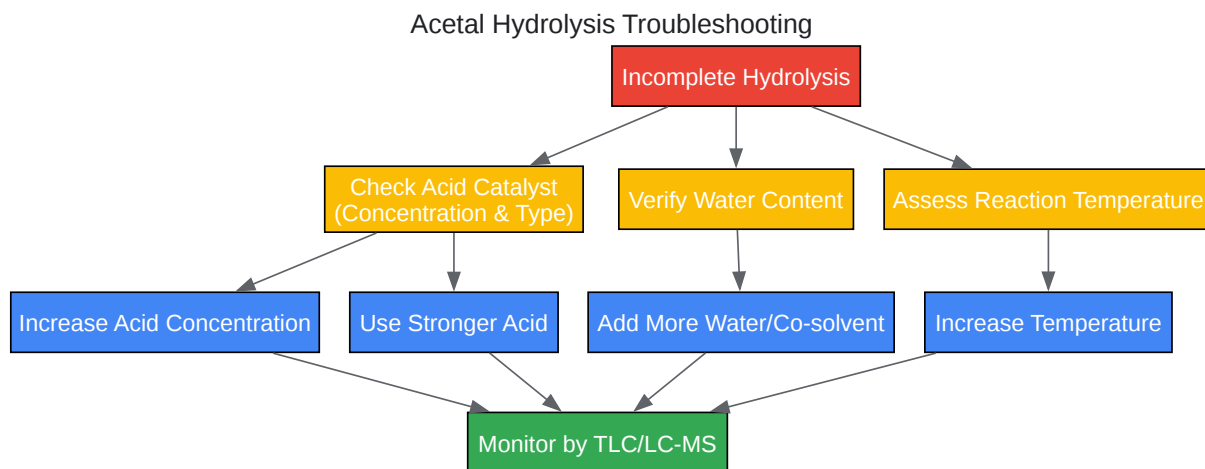 Acetal Hydrolysis Troubleshooting
Incomplete Hydrolysis
Check Acid Catalyst
(Concentration & Type)
Verify Water Content
Assess Reaction Temperature
Increase Acid Concentration
Use Stronger Acid
Add More Water/Co-solvent
Increase Temperature
Monitor by TLC/LC-MS